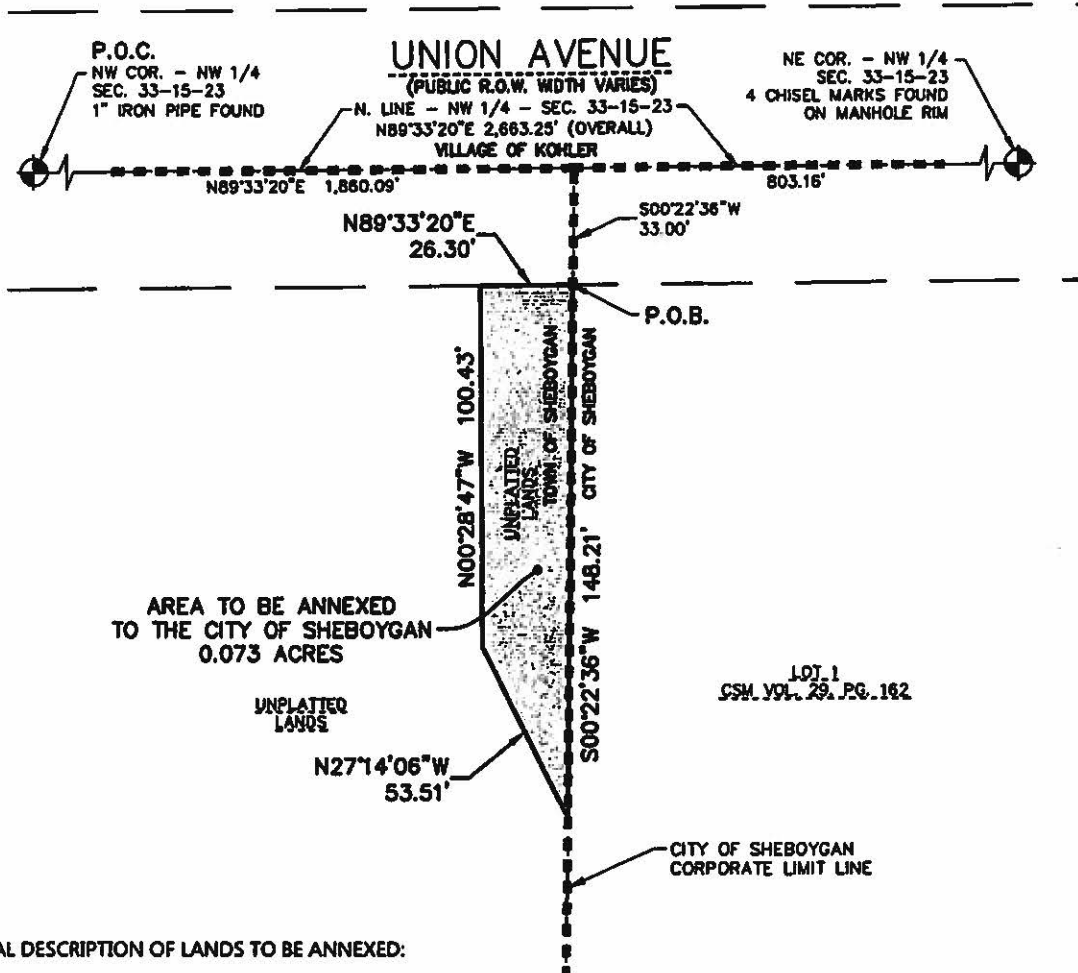 P.O.C.
NW COR. - NW 1/4
SEC. 33-15-23
1" IRON PIPE FOUND
UNION AVENUE
(PUBLIC R.O.W. WIDTH VARIES)
N. LINE - NW 1/4 - SEC. 33-15-23
N89°33'20"E 2,663.25' (OVERALL)
VILLAGE OF KOHLER
NE COR. - NW 1/4
SEC. 33-15-23
4 CHISEL MARKS FOUND
ON MANHOLE RIM
N89°33'20"E 1,860.09'
803.16'
S00°22'36"W
33.00'
N89°33'20"E
26.30'
P.O.B.
N00°28'47"W 100.43'
UNPLATTED
LANDS
TOWN OF SHEBOYGAN
CITY OF SHEBOYGAN
S00°22'36"W 148.21'
AREA TO BE ANNEXED
TO THE CITY OF SHEBOYGAN
0.073 ACRES
UNPLATTED
LANDS
LOT 1
CSM VOL. 29, PG. 162
N27°14'06"W
53.51'
CITY OF SHEBOYGAN
CORPORATE LIMIT LINE
AL DESCRIPTION OF LANDS TO BE ANNEXED: